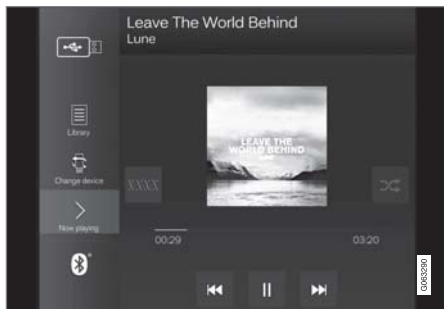 Leave The World Behind
Lune
Library
Change device
Now playing
LEAVE THE
WORLD BEHIND
LUNE
XXXX
00:29
03:20
G063290